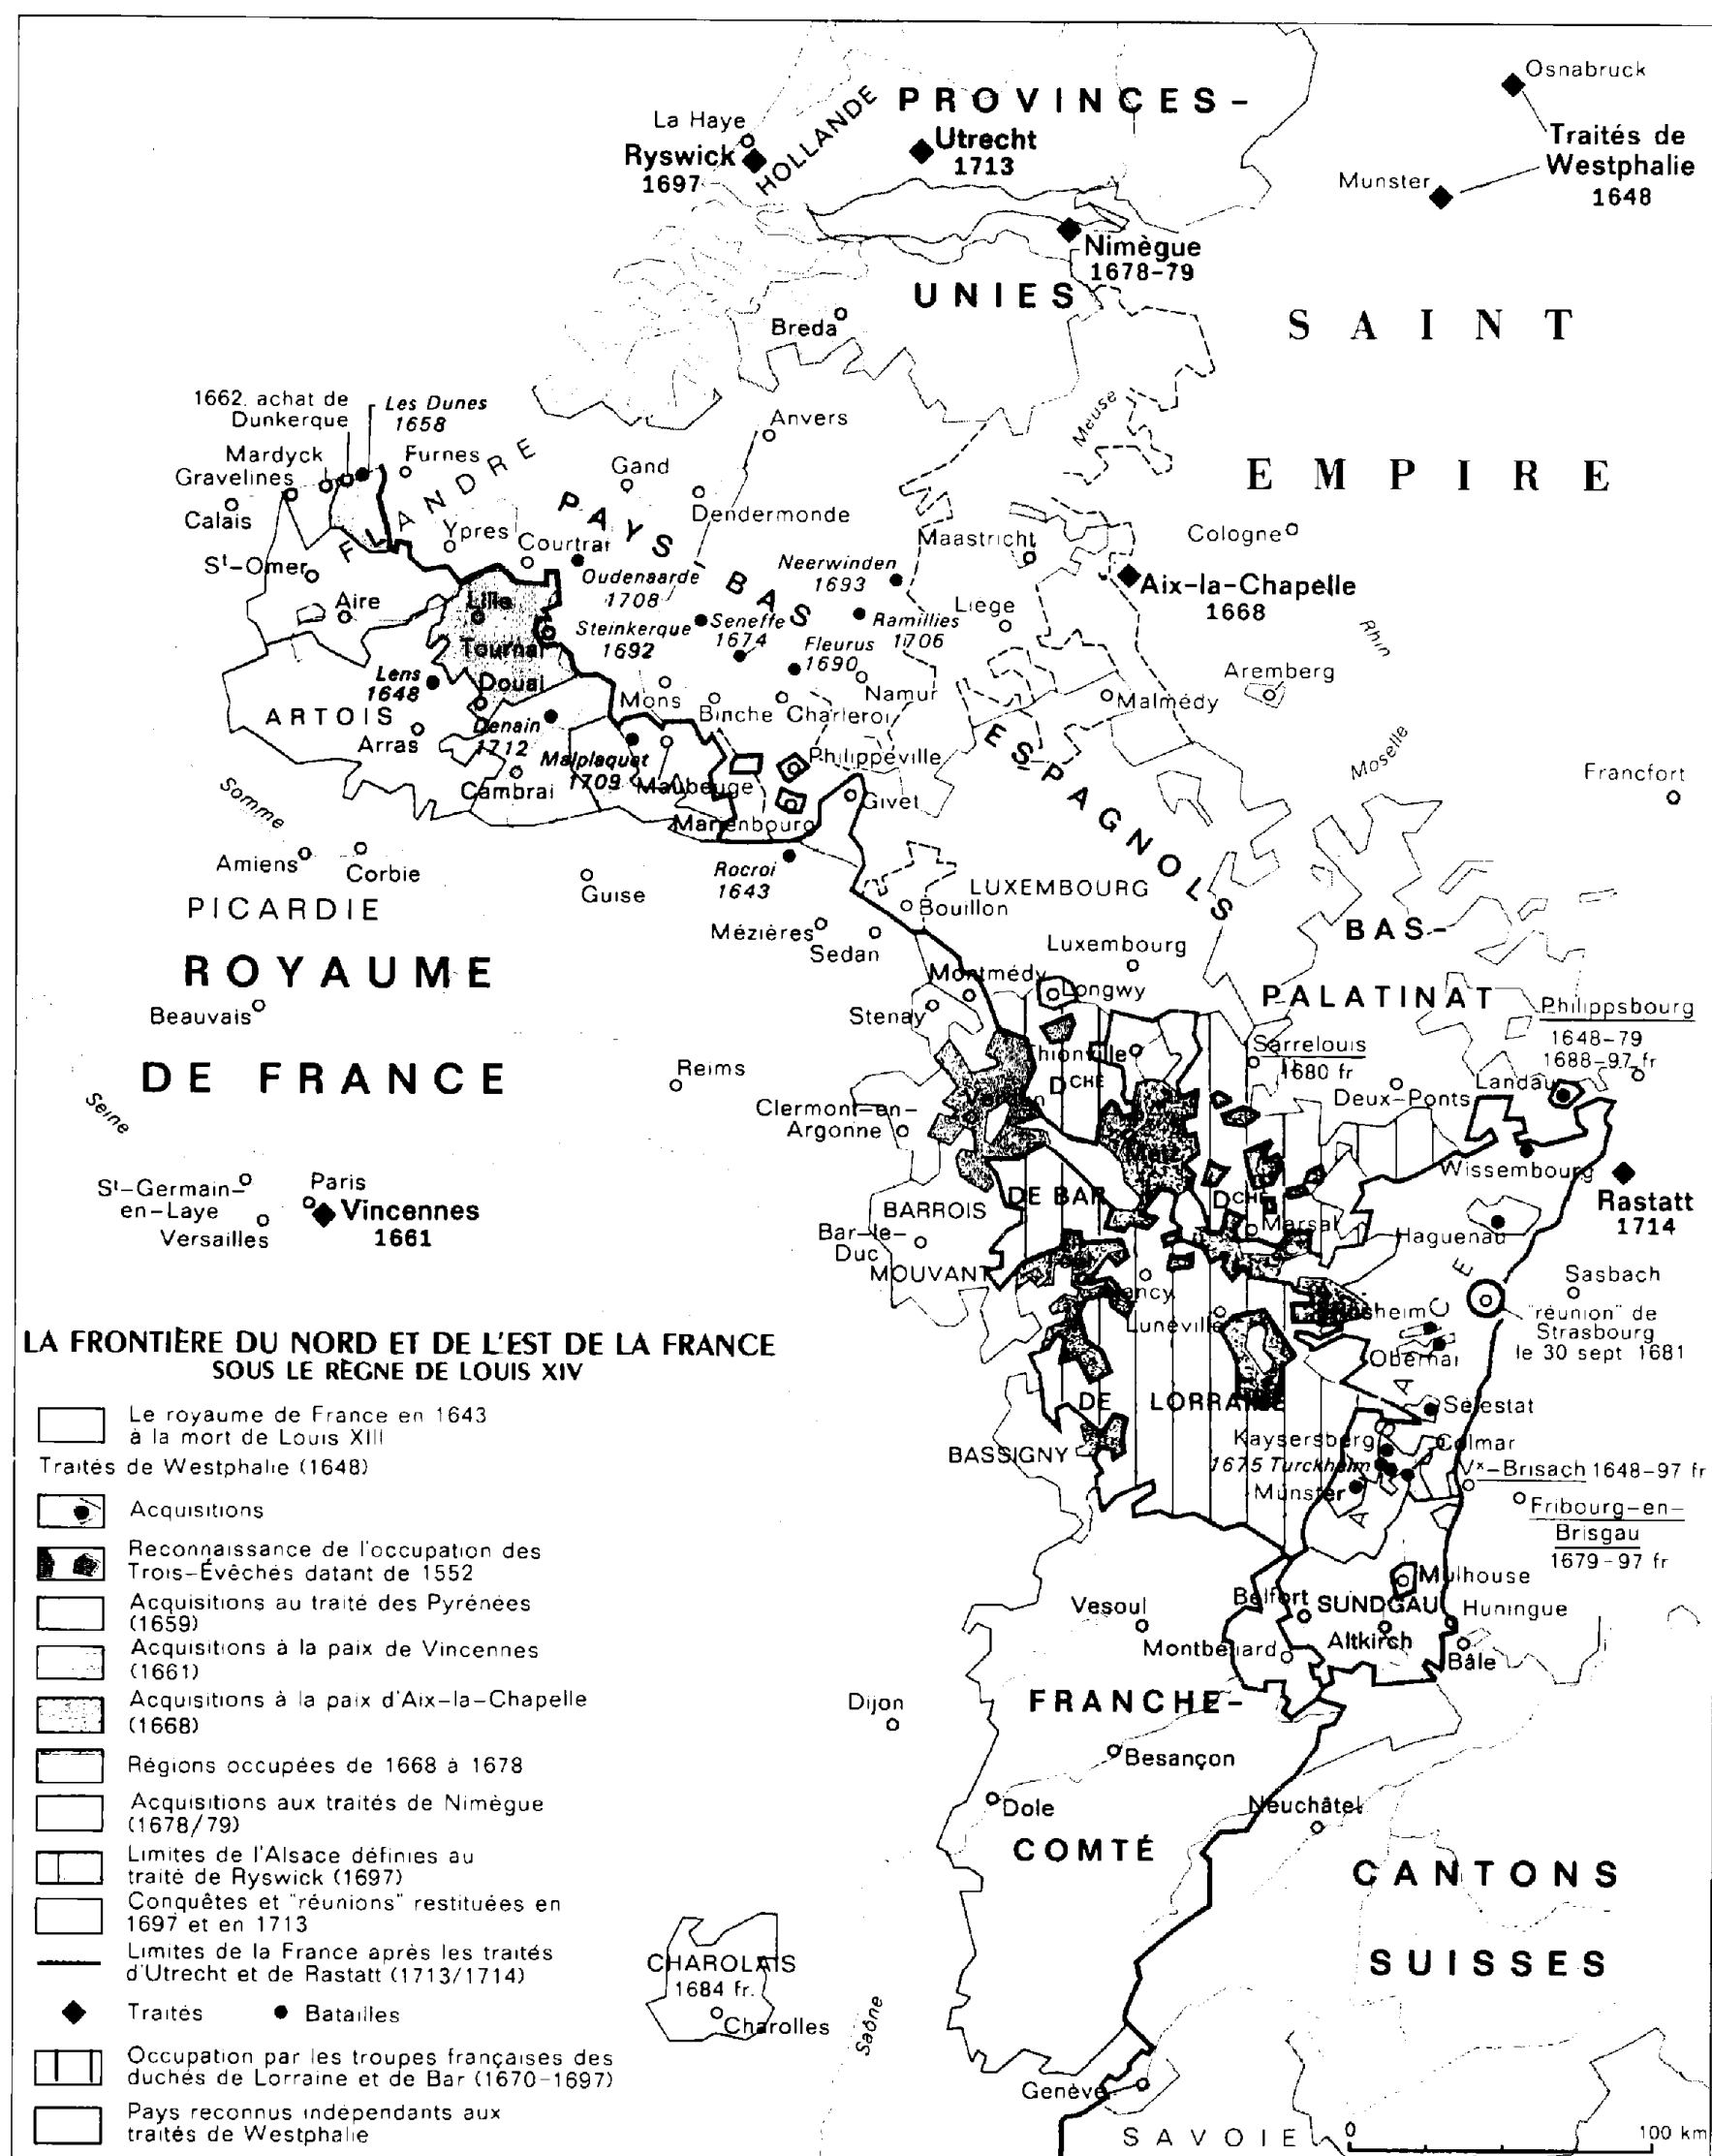 PROVINCES-
UNIES
HOLLANDE
La Haye
Ryswick
1697
Utrecht
1713
Nimègue
1678-79
Breda
Osnabruck
Traités de
Westphalie
1648
Munster
SAINT
EMPIRE
1662. achat de
Dunkerque
Les Dunes
1658
Mardyck
Gravelines
Calais
Furnes
FLANDRE
St-Omer
Aire
Ypres
Courtrai
Gand
Anvers
Dendermonde
PAYS
BAS
ESPAGNOLS
Oudenaarde
1708
Neerwinden
1693
Maastricht
Meuse
Cologne
Aix-la-Chapelle
1668
Rhin
Lille
Tournai
Douai
Steinkerque
1692
Seneffe
1674
Fleurus
1690
Ramillies
1706
Liège
Lens
1648
ARTOIS
Arras
Denain
1712
Cambrai
Malplaquet
1709
Maubeuge
Mons
Binche
Charleroi
Namur
Malmédy
Aremberg
Moselle
Francfort
Philippeville
Marienbourg
Givet
Rocroi
1643
Somme
Amiens
Corbie
PICARDIE
Guise
Mézières
Sedan
Bouillon
LUXEMBOURG
Luxembourg
ROYAUME
DE FRANCE
Beauvais
Seine
Reims
St-Germain-
en-Laye
Versailles
Paris
Vincennes
1661
Montmédy
Longwy
Stenay
Thionville
Verdun
DCHÉ
DE BAR
Metz
Clermont-en-
Argonne
BARROIS
Bar-le-
Duc
MOUVANT
BASSIGNY
BAS-
PALATINAT
Sarrelouis
1680 fr
Deux-Ponts
Philippsbourg
1648-79
1688-97 fr
Landau
Wissembourg
Rastatt
1714
Haguenau
Sasbach
"réunion" de
Strasbourg
le 30 sept 1681
DCHÉ
DE LORRAINE
Marsal
Nancy
Lunéville
Rosheim
Obernai
ALSACE
Sélestat
Kaysersberg
1675 Turckheim
Colmar
Munster
Vx-Brisach 1648-97 fr
Fribourg-en-
Brisgau
1679-97 fr
Mulhouse
Belfort
SUNDGAU
Altkirch
Huningue
Bâle
Montbéliard
Vesoul
FRANCHE-
COMTÉ
Dijon
Besançon
Dole
Neuchâtel
CANTONS
SUISSES
CHAROLAIS
1684 fr.
Charolles
Saône
Genève
SAVOIE
0
100 km
LA FRONTIÈRE DU NORD ET DE L'EST DE LA FRANCE
SOUS LE RÈGNE DE LOUIS XIV
Le royaume de France en 1643
à la mort de Louis XIII
Traités de Westphalie (1648)
Acquisitions
Reconnaissance de l'occupation des
Trois-Évêchés datant de 1552
Acquisitions au traité des Pyrénées
(1659)
Acquisitions à la paix de Vincennes
(1661)
Acquisitions à la paix d'Aix-la-Chapelle
(1668)
Régions occupées de 1668 à 1678
Acquisitions aux traités de Nimègue
(1678/79)
Limites de l'Alsace définies au
traité de Ryswick (1697)
Conquêtes et "réunions" restituées en
1697 et en 1713
Limites de la France après les traités
d'Utrecht et de Rastatt (1713/1714)
Traités
Batailles
Occupation par les troupes françaises des
duchés de Lorraine et de Bar (1670-1697)
Pays reconnus indépendants aux
traités de Westphalie